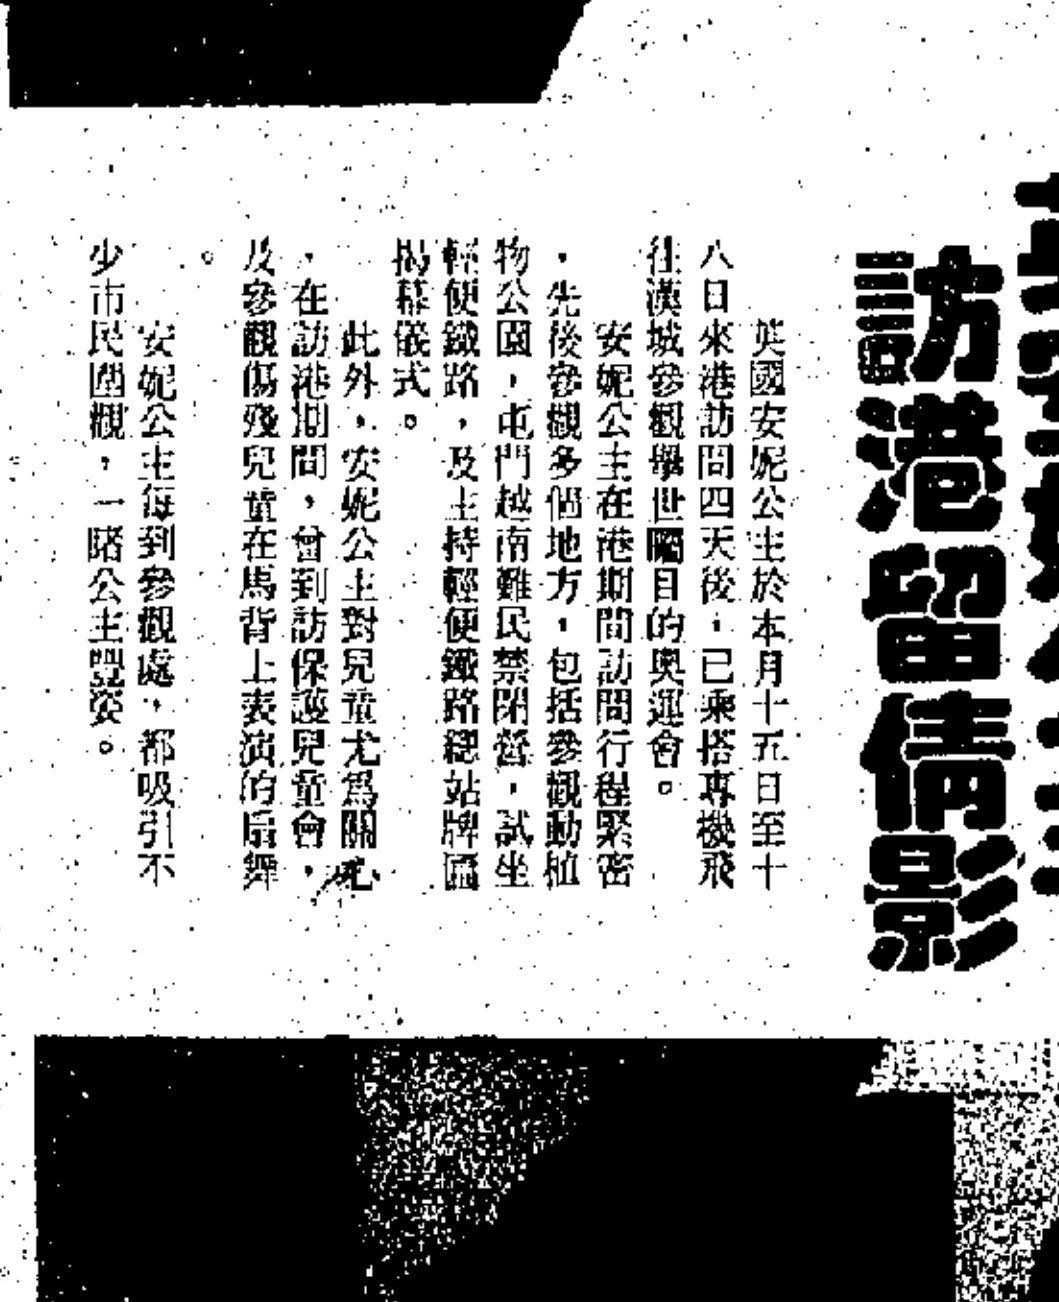 訪港留倩影
英國安妮公主於本月十五日至十
八日來港訪問四天後，已乘搭專機飛
往漢城參觀舉世矚目的奧運會。
安妮公主在港期間訪問行程緊密
，先後參觀多個地方，包括參觀動植
物公園，屯門越南難民禁閉營，試坐
輕便鐵路，及主持輕便鐵路總站牌匾
揭幕儀式。
此外，安妮公主對兒童尤爲關心
，在訪港期間，曾到訪保護兒童會，
及參觀傷殘兒童在馬背上表演的扇舞
。
安妮公主每到參觀處，都吸引不
少市民圍觀，一睹公主豐姿。